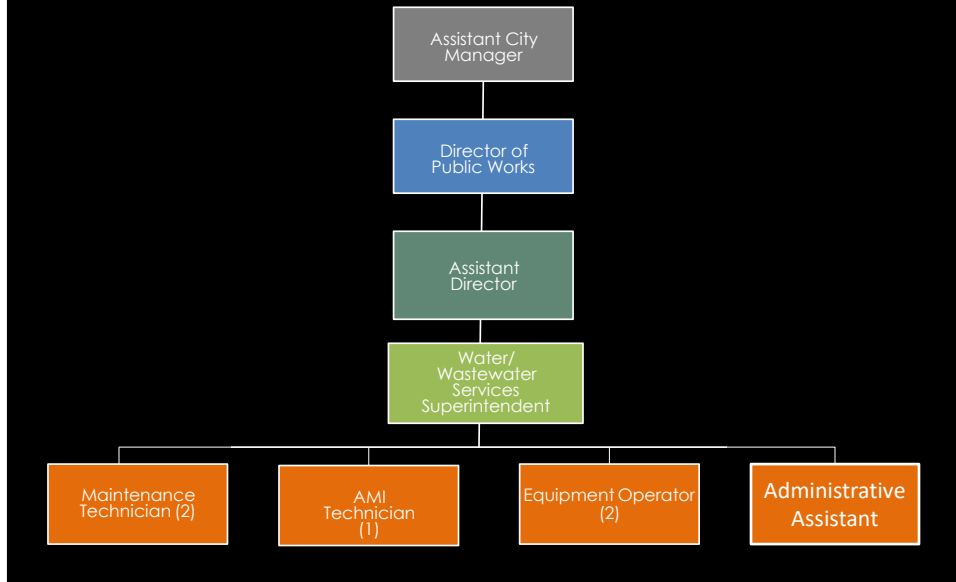 Assistant City
Manager
Director of
Public Works
Assistant
Director
Water/
Wastewater
Services
Superintendent
Maintenance
Technician (2)
AMI
Technician
(1)
Equipment Operator
(2)
Administrative
Assistant